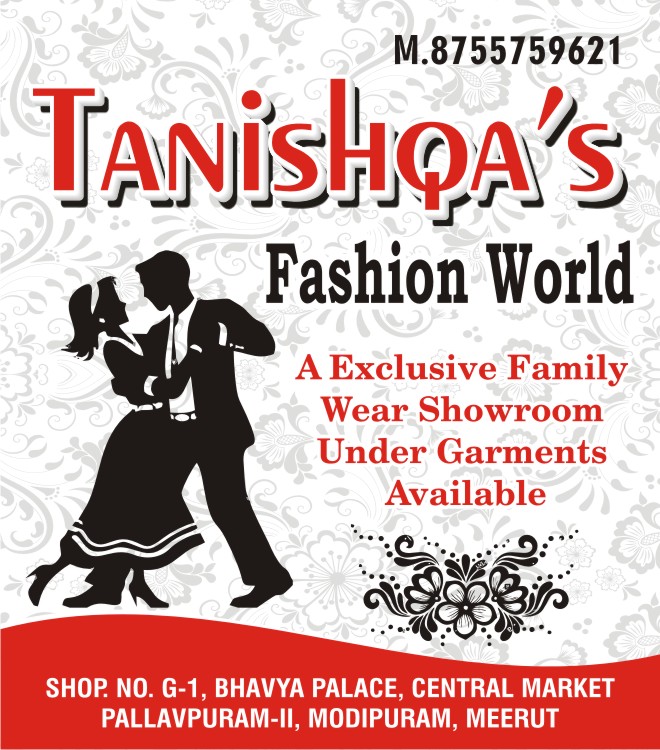 M.8755759621
TANiSHQA'S
Fashion World
A Exclusive Family
Wear Showroom
Under Garments
Available
SHOP. NO. G-1, BHAVYA PALACE, CENTRAL MARKET
PALLAVPURAM-II, MODIPURAM, MEERUT